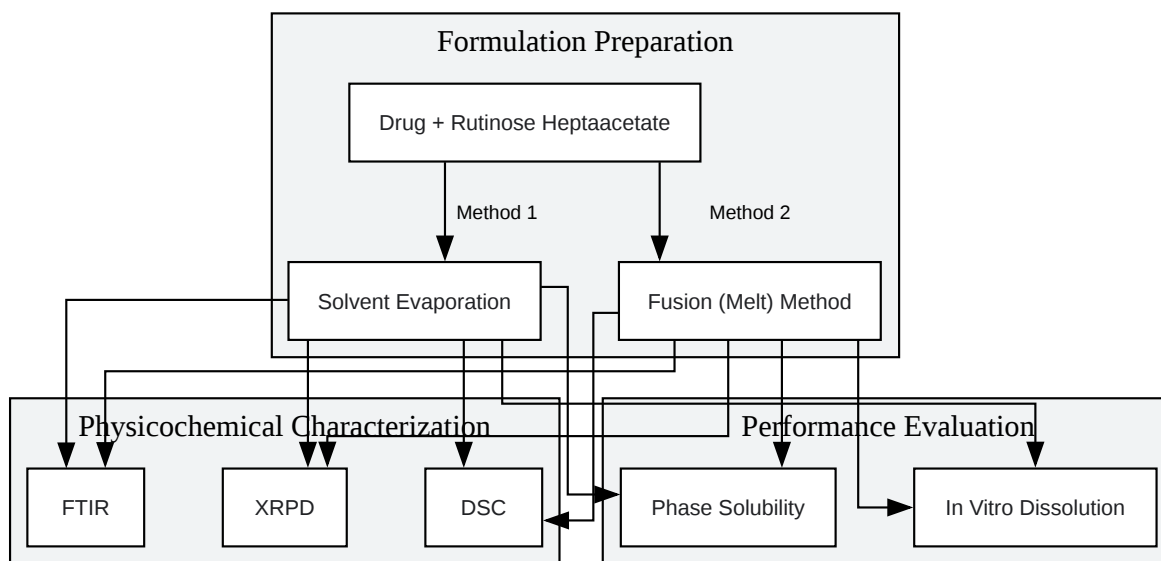 Formulation Preparation
Drug + Rutinose Heptaacetate
Method 1
Method 2
Solvent Evaporation
Fusion (Melt) Method
Physicochemical Characterization
Performance Evaluation
FTIR
XRPD
DSC
Phase Solubility
In Vitro Dissolution